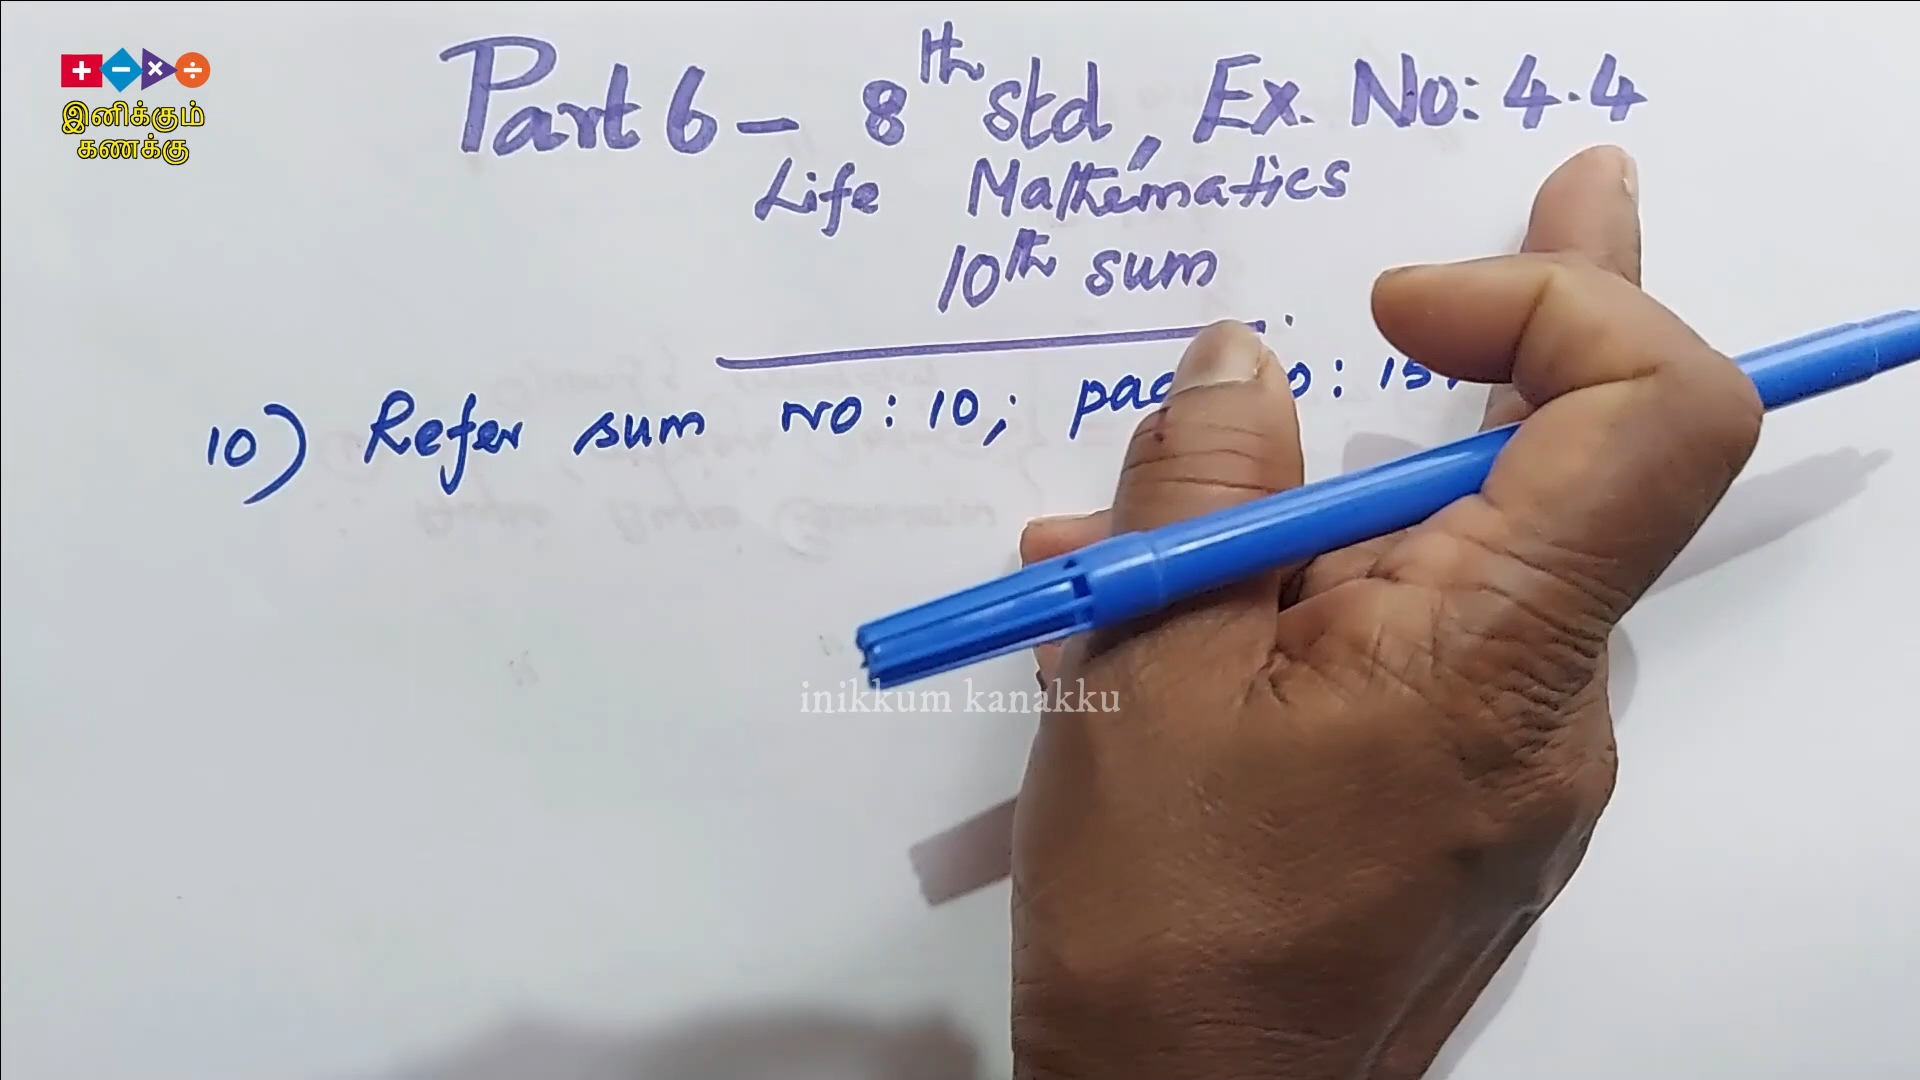 இனிக்கும்
கணக்கு
Part 6 - 8th std, Ex. No: 4.4
Life Mathematics
10th sum
10) Refer sum no: 10;
inikkum kanakku